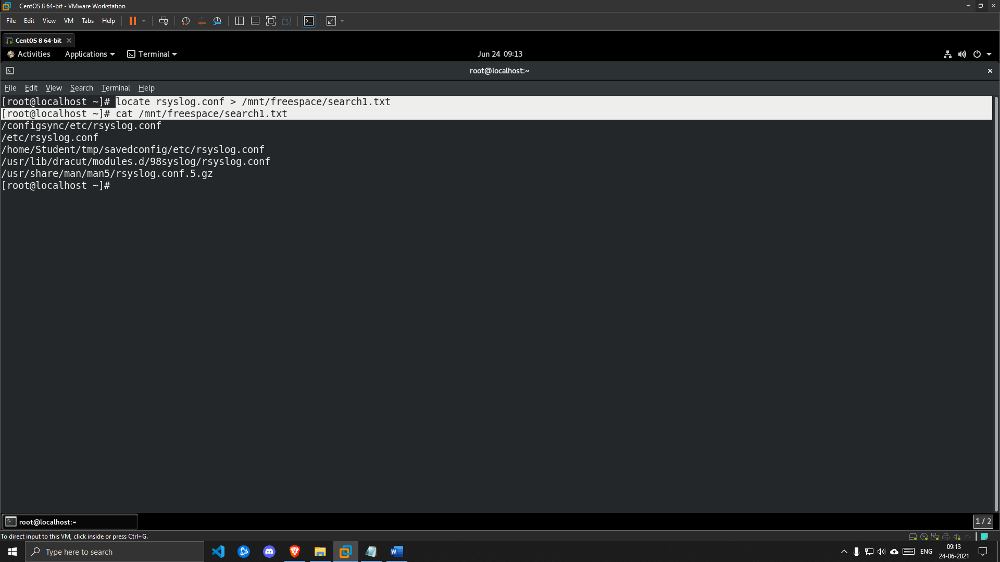 CentOS 8 64-bit - VMware Workstation
File Edit View VM Tabs Help
CentOS 8 64-bit
Activities Applications Terminal Jun 24 09:13
root@localhost:~
File Edit View Search Terminal Help
[root@localhost ~]# locate rsyslog.conf > /mnt/freespace/search1.txt
[root@localhost ~]# cat /mnt/freespace/search1.txt
/configsync/etc/rsyslog.conf
/etc/rsyslog.conf
/home/Student/tmp/savedconfig/etc/rsyslog.conf
/usr/lib/dracut/modules.d/98syslog/rsyslog.conf
/usr/share/man/man5/rsyslog.conf.5.gz
[root@localhost ~]#
root@localhost:~ 1 / 2
To direct input to this VM, click inside or press Ctrl+G.
Type here to search ENG 09:13
24-06-2021